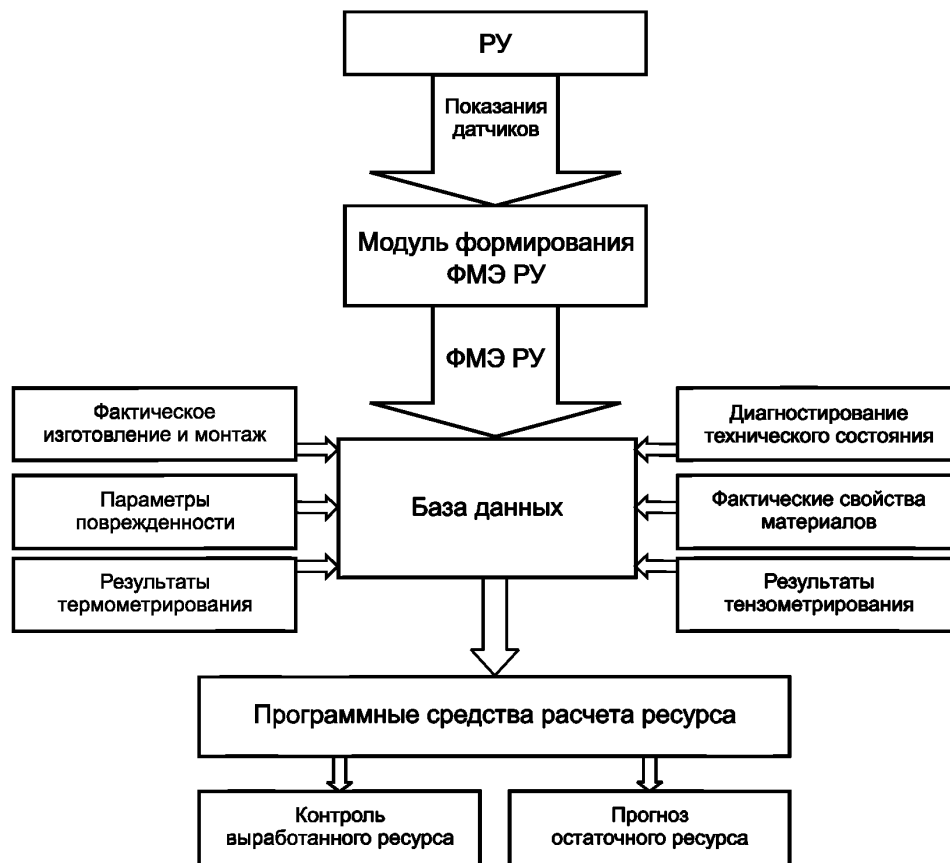 РУ
Показания
датчиков
Модуль формирования
ФМЭ РУ
ФМЭ РУ
Фактическое
изготовление и монтаж
Параметры
поврежденности
Результаты
термометрирования
База данных
Диагностирование
технического состояния
Фактические свойства
материалов
Результаты
тензометрирования
Программные средства расчета ресурса
Контроль
выработанного ресурса
Прогноз
остаточного ресурса